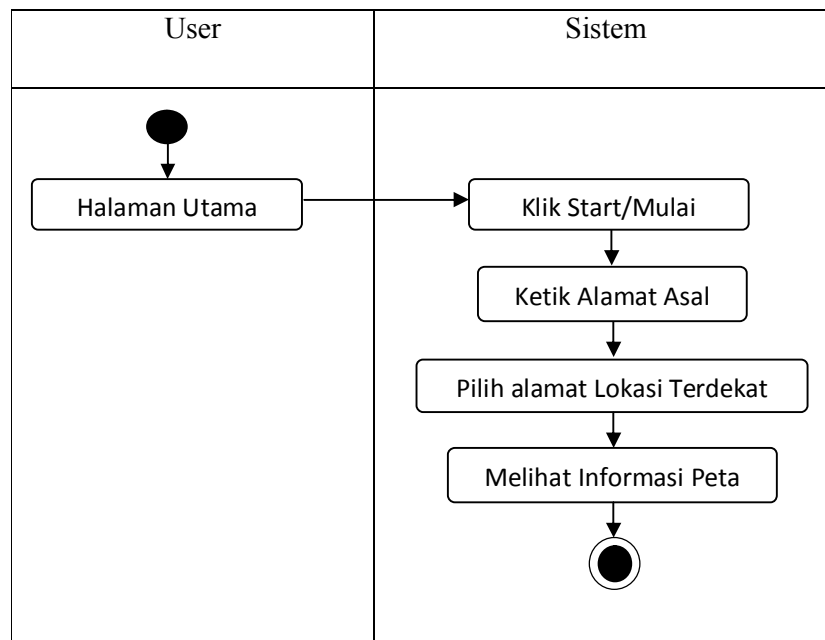 User
Sistem
Halaman Utama
Klik Start/Mulai
Ketik Alamat Asal
Pilih alamat Lokasi Terdekat
Melihat Informasi Peta